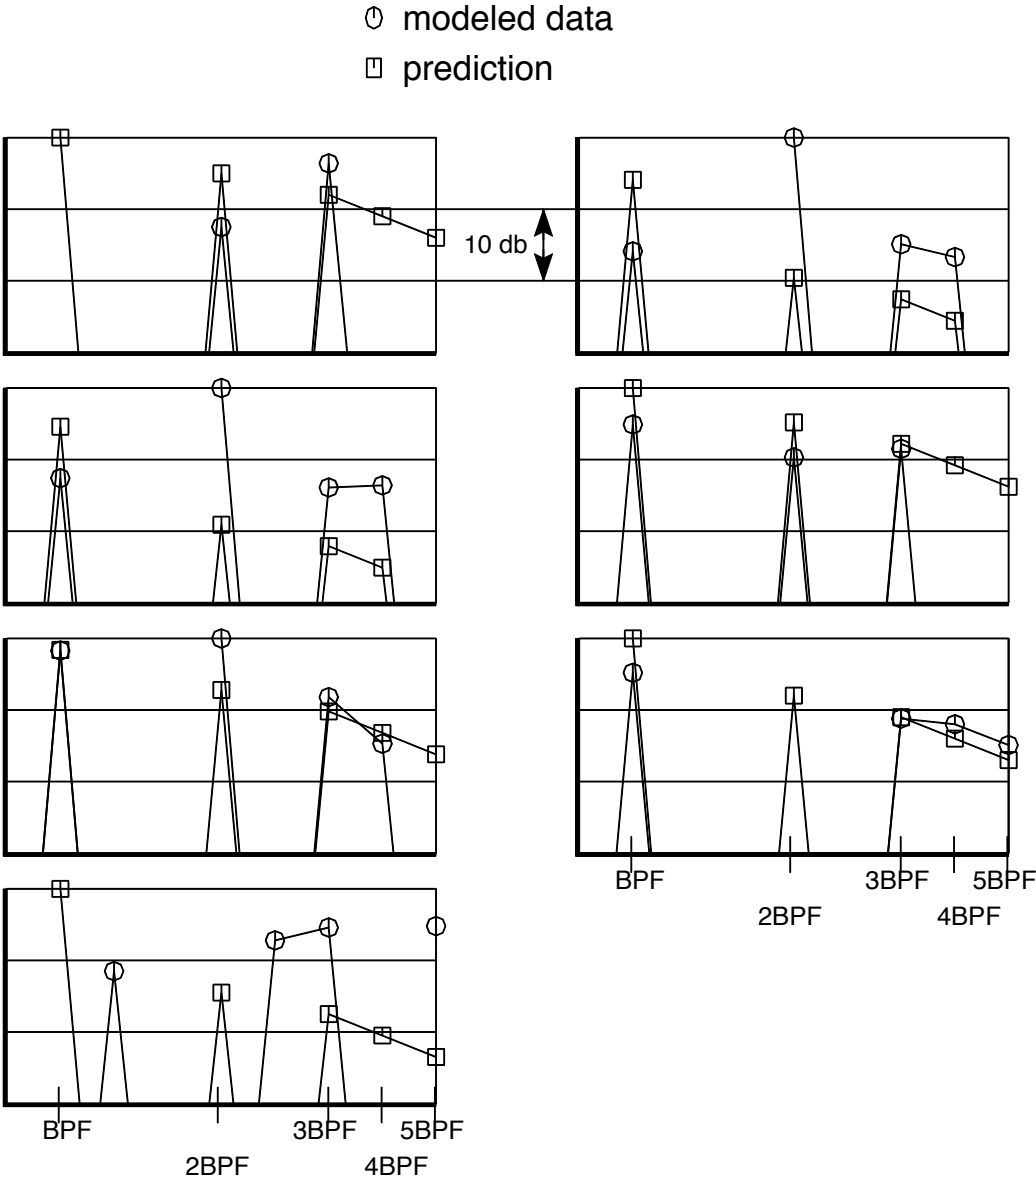 modeled data
prediction
10 db
BPF
3BPF
5BPF
2BPF
4BPF
BPF
3BPF
5BPF
2BPF
4BPF